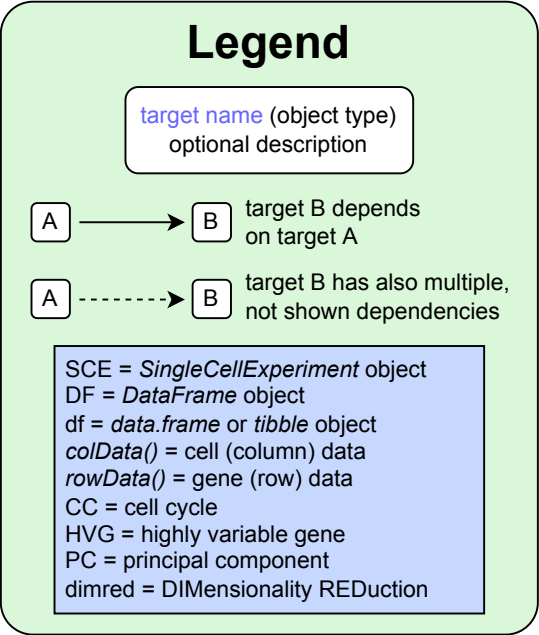 Legend
target name (object type)
optional description
A
B
target B depends
on target A
A
B
target B has also multiple,
not shown dependencies
SCE = SingleCellExperiment object
DF = DataFrame object
df = data.frame or tibble object
colData() = cell (column) data
rowData() = gene (row) data
CC = cell cycle
HVG = highly variable gene
PC = principal component
dimred = DIMensionality REDuction